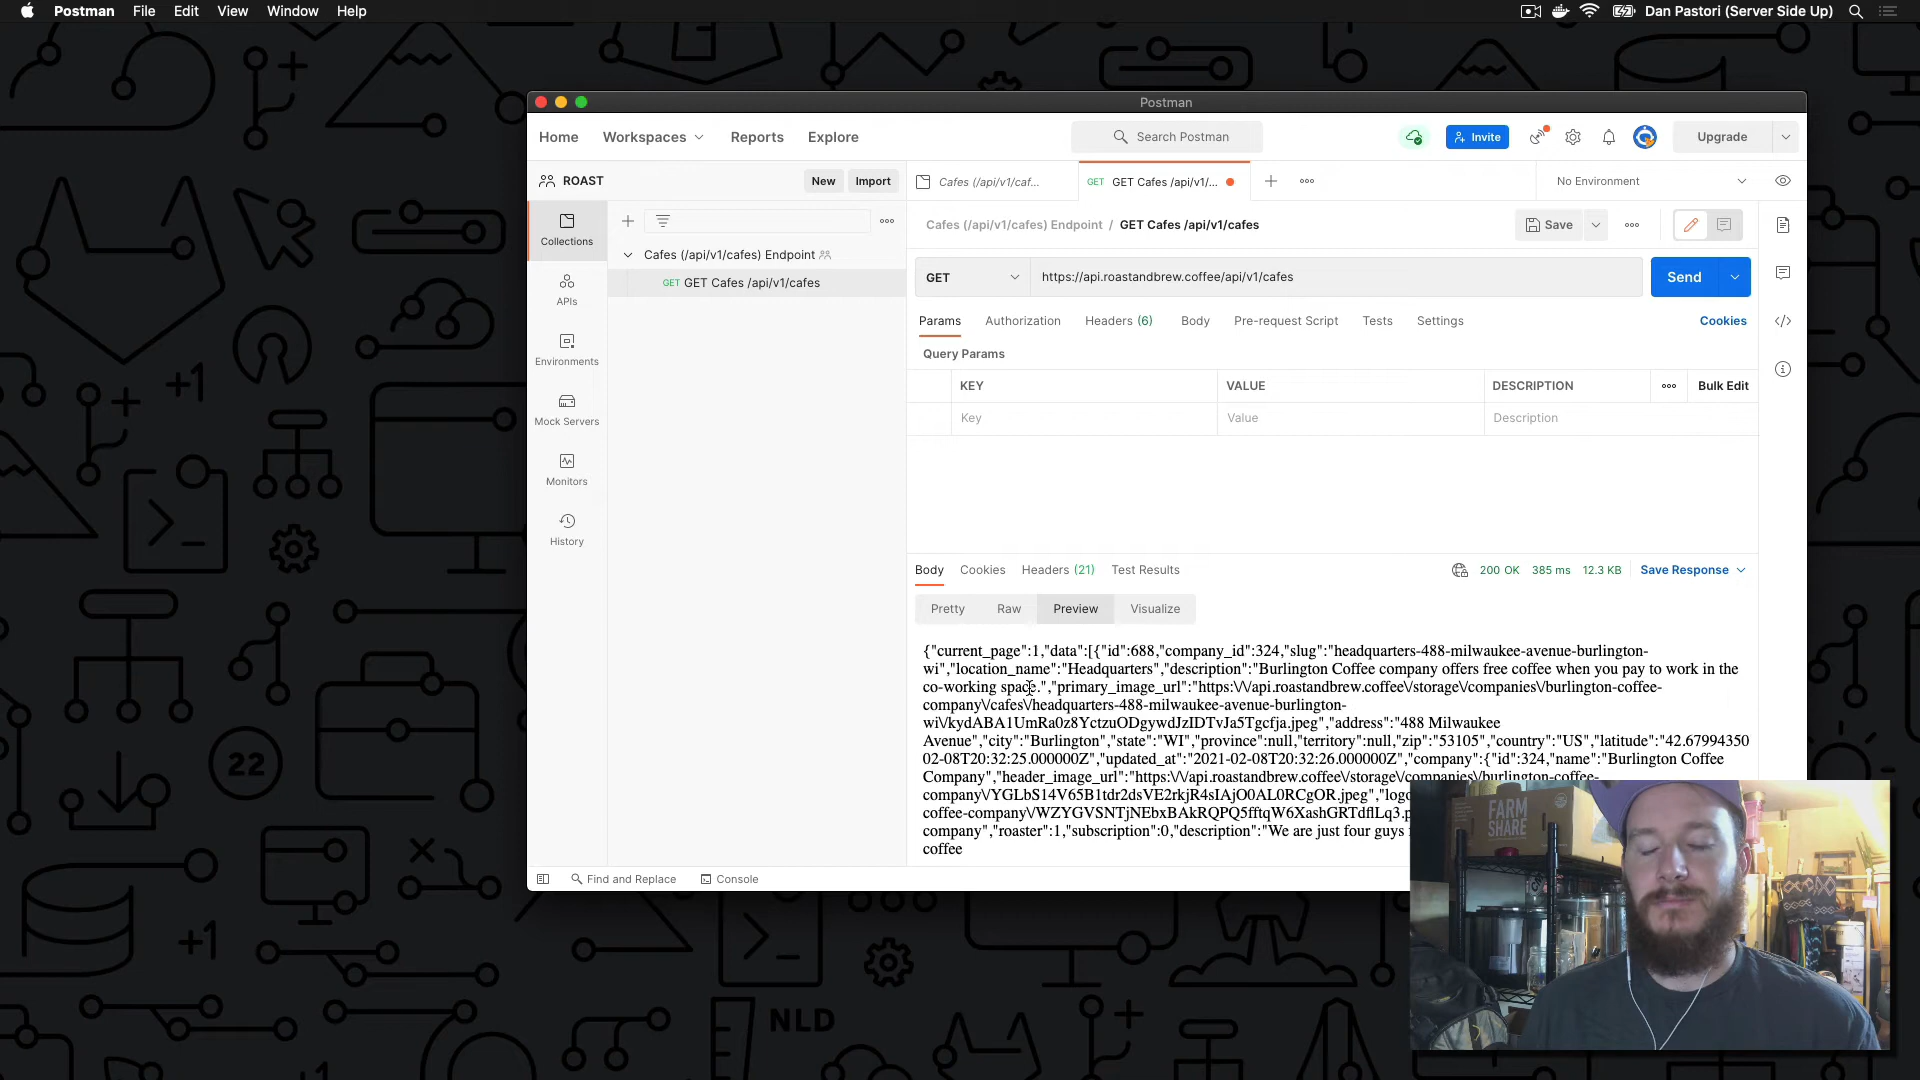 Postman File Edit View Window Help
Dan Pastori (Server Side Up)
Postman
Home Workspaces Reports Explore
Search Postman
Invite
Upgrade
ROAST
New Import
Cafes (/api/v1/caf...
GET GET Cafes /api/v1/...
No Environment
Collections
APIs
Environments
Mock Servers
Monitors
History
Cafes (/api/v1/cafes) Endpoint
GET GET Cafes /api/v1/cafes
Cafes (/api/v1/cafes) Endpoint / GET Cafes /api/v1/cafes
Save
GET https://api.roastandbrew.coffee/api/v1/cafes
Send
Params Authorization Headers (6) Body Pre-request Script Tests Settings Cookies
Query Params
KEY VALUE DESCRIPTION Bulk Edit
Key Value Description
Body Cookies Headers (21) Test Results
200 OK 385 ms 12.3 KB Save Response
Pretty Raw Preview Visualize
{"current_page":1,"data":[{"id":688,"company_id":324,"slug":"headquarters-488-milwaukee-avenue-burlington-
wi","location_name":"Headquarters","description":"Burlington Coffee company offers free coffee when you pay to work in the
co-working space.","primary_image_url":"https:\/\/api.roastandbrew.coffee\/storage\/companies\/burlington-coffee-
company\/cafes\/headquarters-488-milwaukee-avenue-burlington-
wi\/kydABA1UmRa0z8YctzuODgywdJzIDTvJa5Tgcfja.jpeg","address":"488 Milwaukee
Avenue","city":"Burlington","state":"WI","province":null,"territory":null,"zip":"53105","country":"US","latitude":"42.67994350
02-08T20:32:25.000000Z","updated_at":"2021-02-08T20:32:26.000000Z","company":{"id":324,"name":"Burlington Coffee
Company","header_image_url":"https:\/\/api.roastandbrew.coffee\/storage\/companies\/burlington-coffee-
company\/YGLbS14V65B1tdr2dsVE2rkjR4sIAjO0AL0RCgOR.jpeg","logo
coffee-company\/WZYGVSNTjNEbxBAkRQPQ5fftqW6XashGRTdflLq3.p
company","roaster":1,"subscription":0,"description":"We are just four guys
coffee
Find and Replace Console
FARM
SHARE
+1
+1
22
+1
+1
NLD